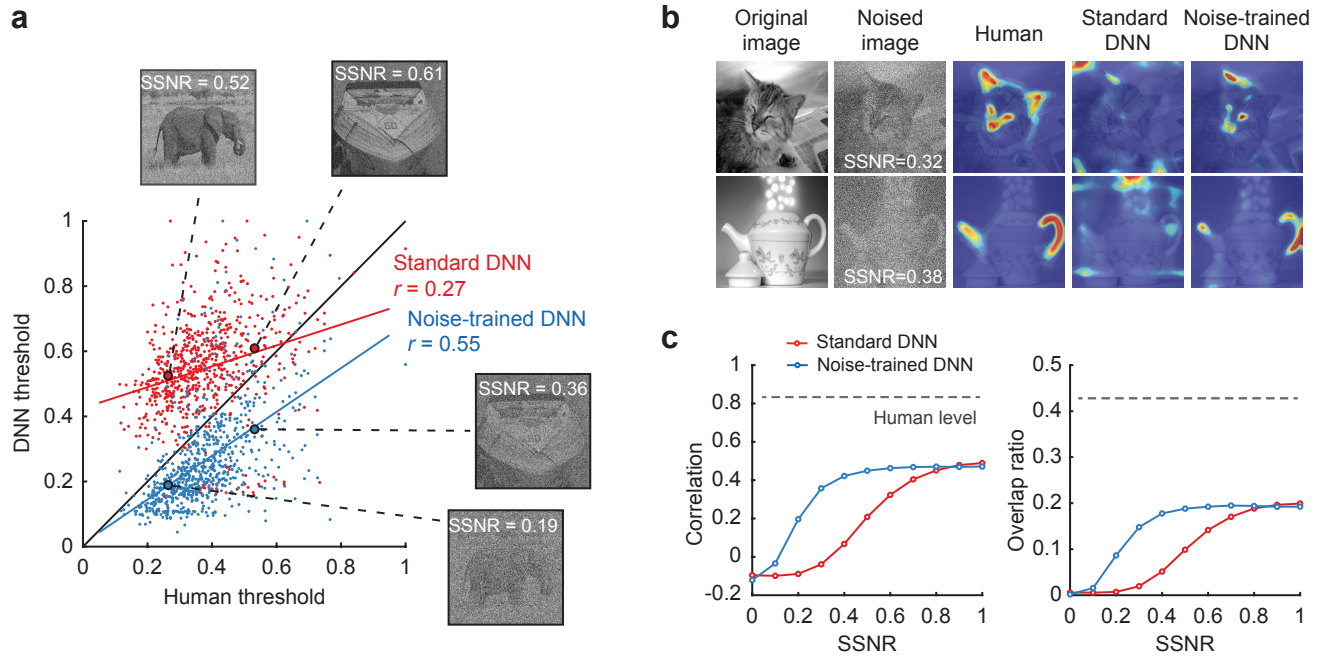 a
SSNR = 0.52
SSNR = 0.61
1
0.8
0.6
0.4
0.2
0
DNN threshold
Standard DNN
r = 0.27
Noise-trained DNN
r = 0.55
SSNR = 0.36
SSNR = 0.19
0 0.2 0.4 0.6 0.8 1
Human threshold
b
Original image
Noised image
Human
Standard DNN
Noise-trained DNN
SSNR=0.32
SSNR=0.38
c
Standard DNN
Noise-trained DNN
1
0.8
0.6
0.4
0.2
0
-0.2
Correlation
Human level
0 0.2 0.4 0.6 0.8 1
0.5
0.4
0.3
0.2
0.1
0
Overlap ratio
0 0.2 0.4 0.6 0.8 1
SSNR
SSNR